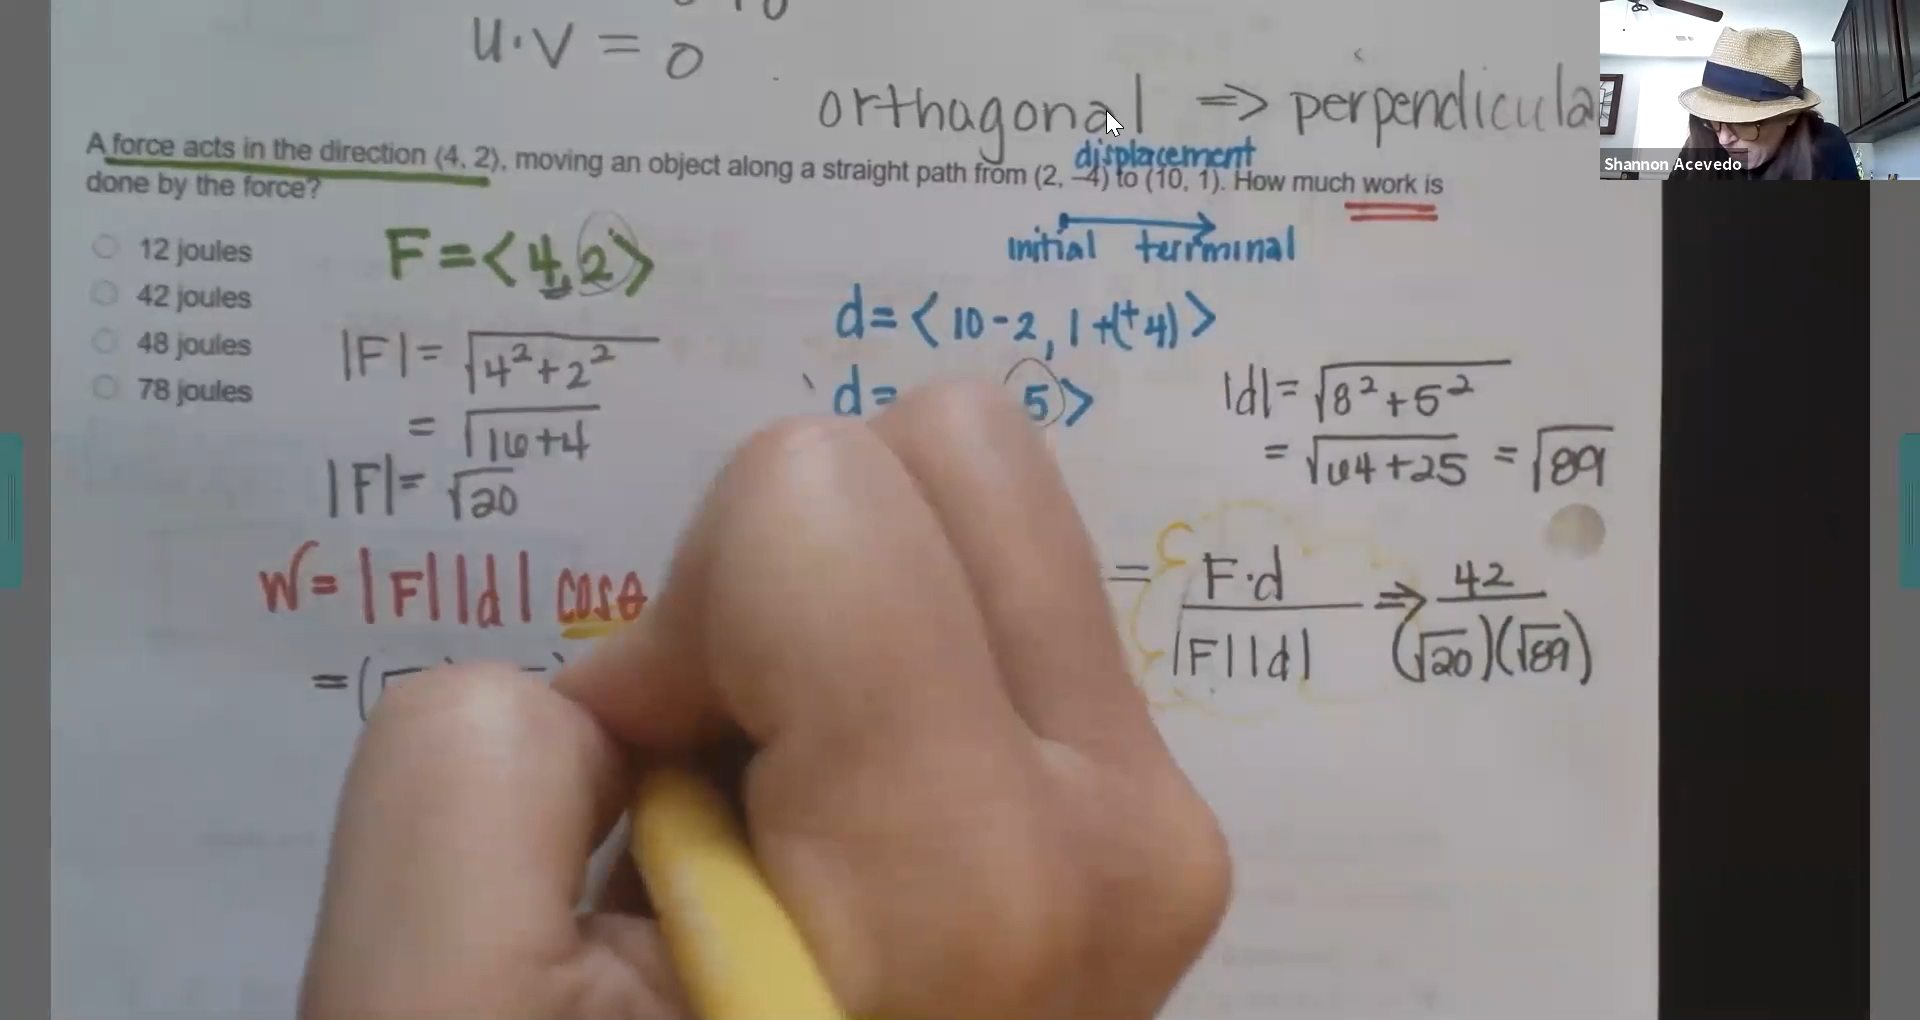 u·v = 0
orthagonal => perpendicula
Shannon Acevedo
displacement
A force acts in the direction ⟨4, 2⟩, moving an object along a straight path from (2, –4) to (10, 1). How much work is
done by the force?
initial terminal
12 joules
42 joules
48 joules
78 joules
F=<4,2>
|F|= √4²+2²
= √16+4
|F|= √20
d=<10-2, 1+(+4)>
d= 5>
|d|= √8²+5²
= √64+25 = √89
W=|F||d| cosθ
= F·d / |F||d| => 42 / (√20)(√89)
=(√